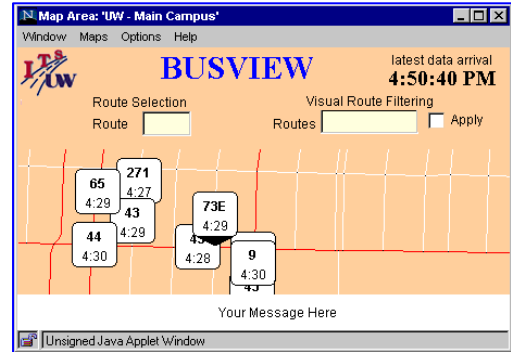 Map Area: 'UW - Main Campus'
Window Maps Options Help
ITS UW
BUSVIEW
latest data arrival
4:50:40 PM
Route Selection
Visual Route Filtering
Route
Routes
Apply
271
4:27
65
4:29
43
4:29
73E
4:29
44
4:30
4:28
9
4:30
43
Your Message Here
Unsigned Java Applet Window